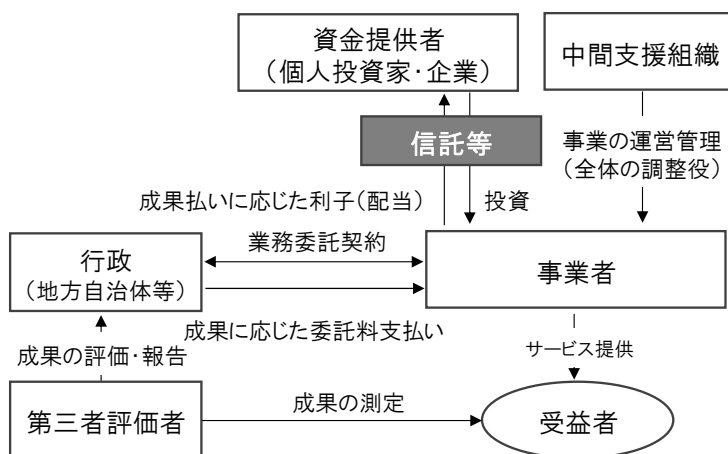 資金提供者
（個人投資家・企業）
中間支援組織
信託等
事業の運営管理
（全体の調整役）
成果払いに応じた利子（配当）
投資
業務委託契約
行政
（地方自治体等）
事業者
成果に応じた委託料支払い
成果の評価・報告
サービス提供
第三者評価者
成果の測定
受益者